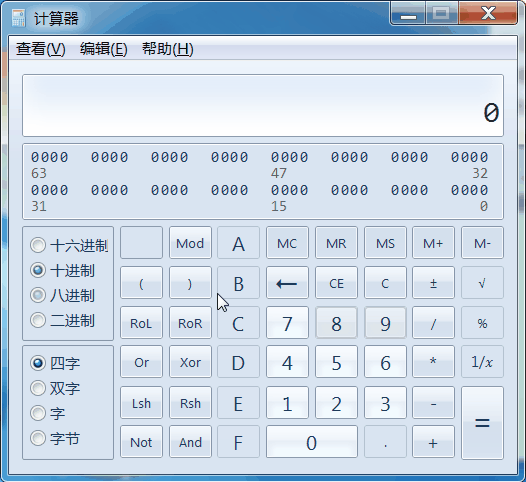 计算器
查看(V) 编辑(E) 帮助(H)
0
0000 0000 0000 0000 0000 0000 0000 0000
63 47 32
0000 0000 0000 0000 0000 0000 0000 0000
31 15 0
十六进制
十进制
八进制
二进制
四字
双字
字
字节
Mod A MC MR MS M+ M-
( ) B ← CE C ± √
RoL RoR C 7 8 9 / %
Or Xor D 4 5 6 * 1/x
Lsh Rsh E 1 2 3 - =
Not And F 0 . +